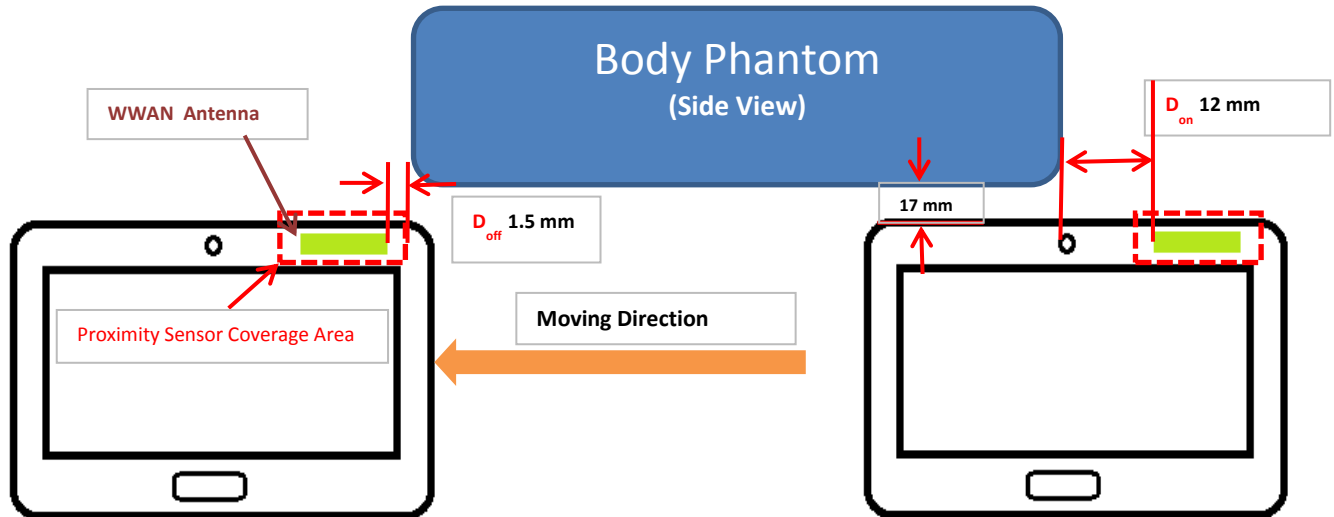 Body Phantom
(Side View)
WWAN Antenna
D on 12 mm
17 mm
D off 1.5 mm
Moving Direction
Proximity Sensor Coverage Area